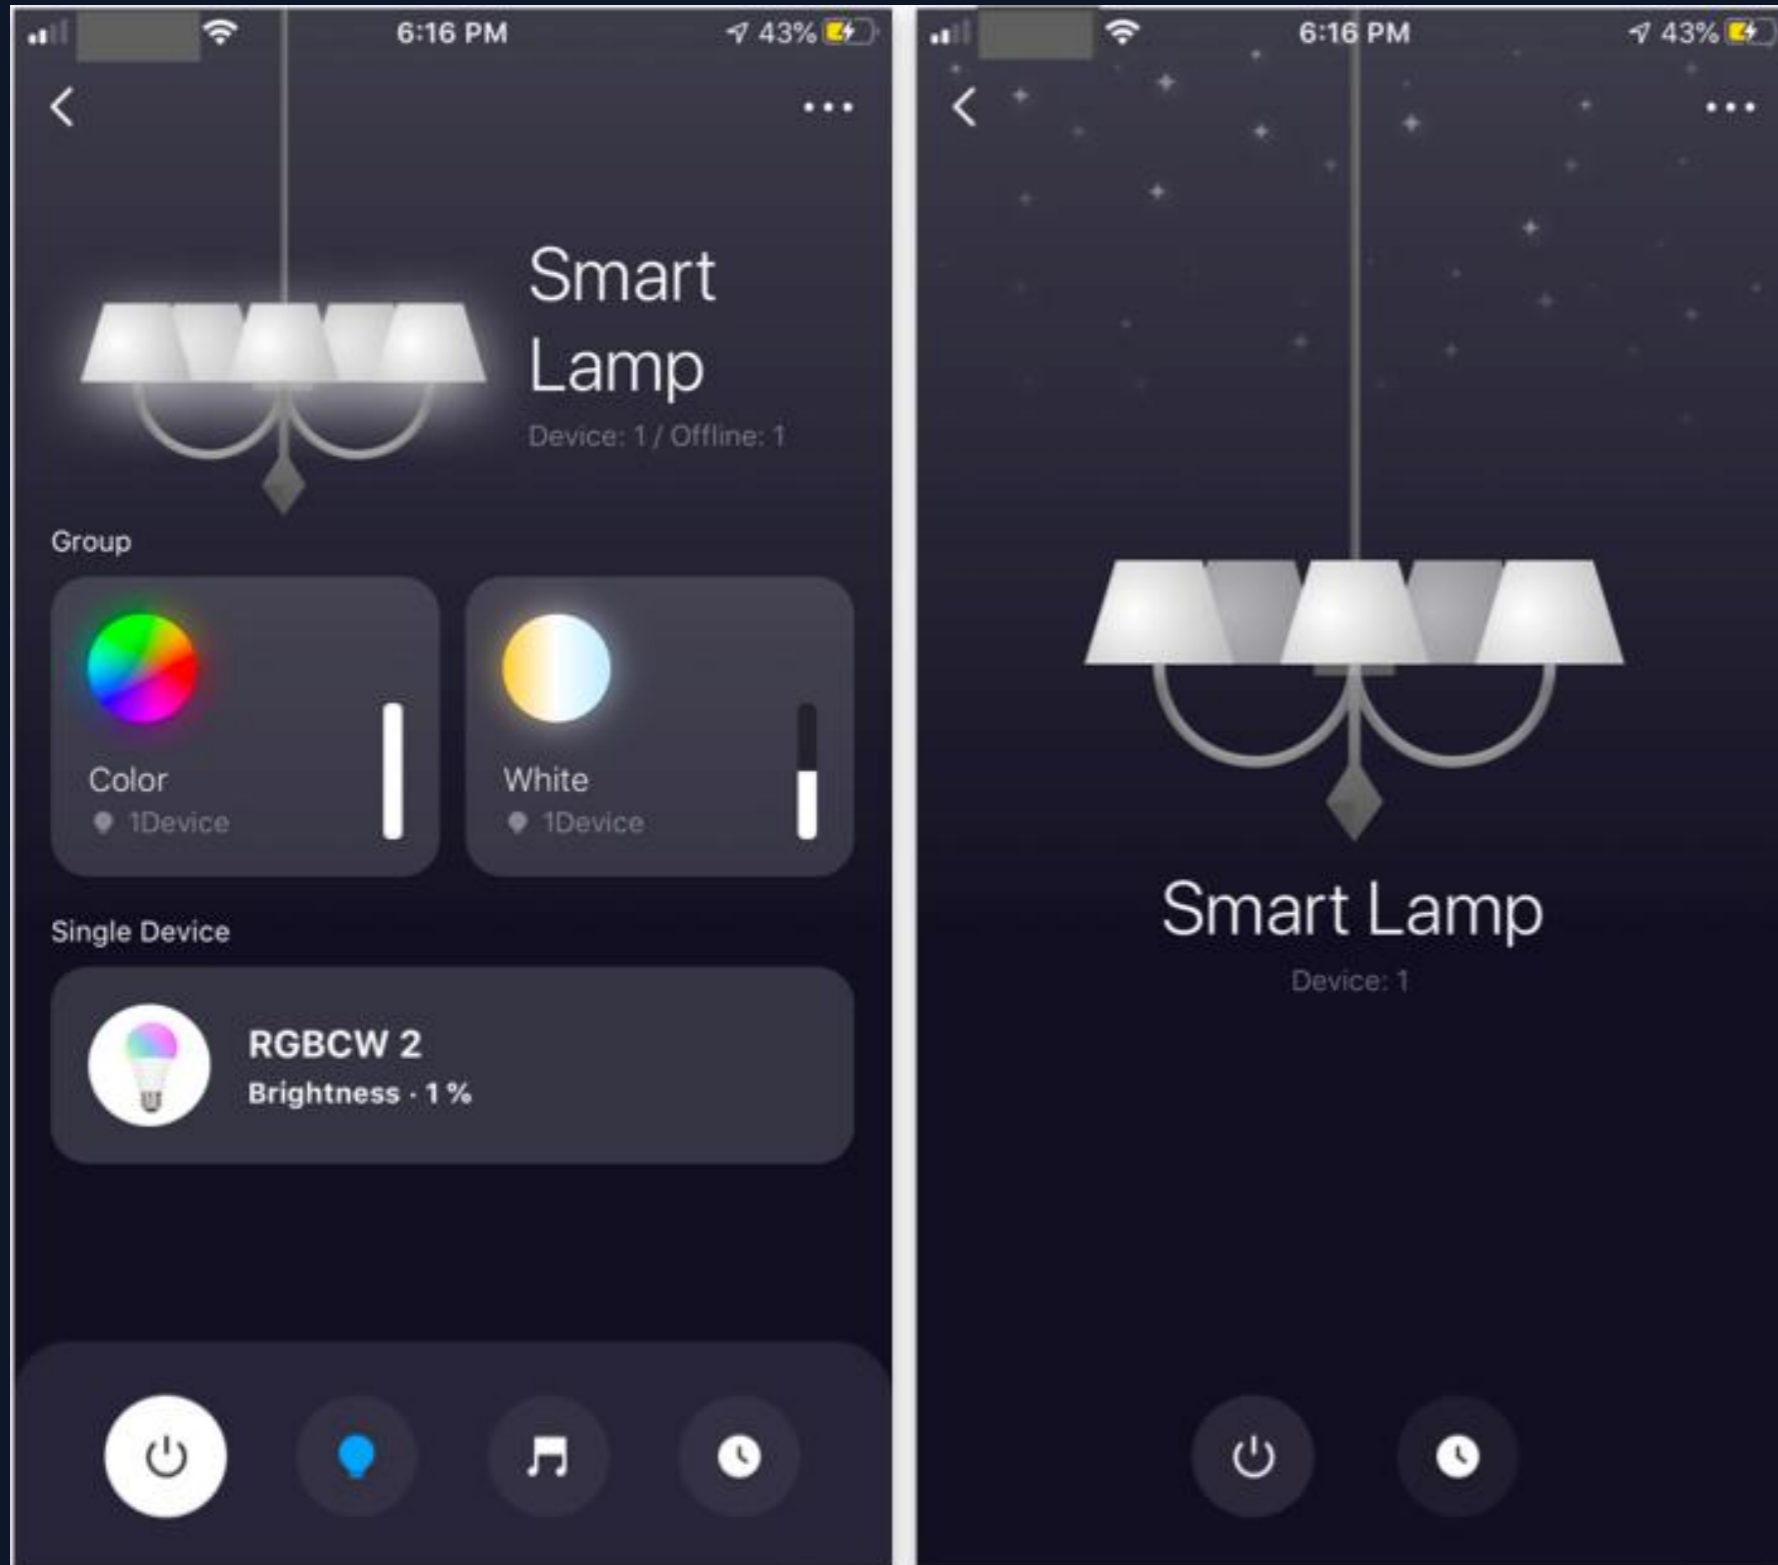 6:16 PM
43%
Smart
Lamp
Device: 1 / Offline: 1
Group
Color
1Device
White
1Device
Single Device
RGBCW 2
Brightness · 1 %
6:16 PM
43%
Smart Lamp
Device: 1